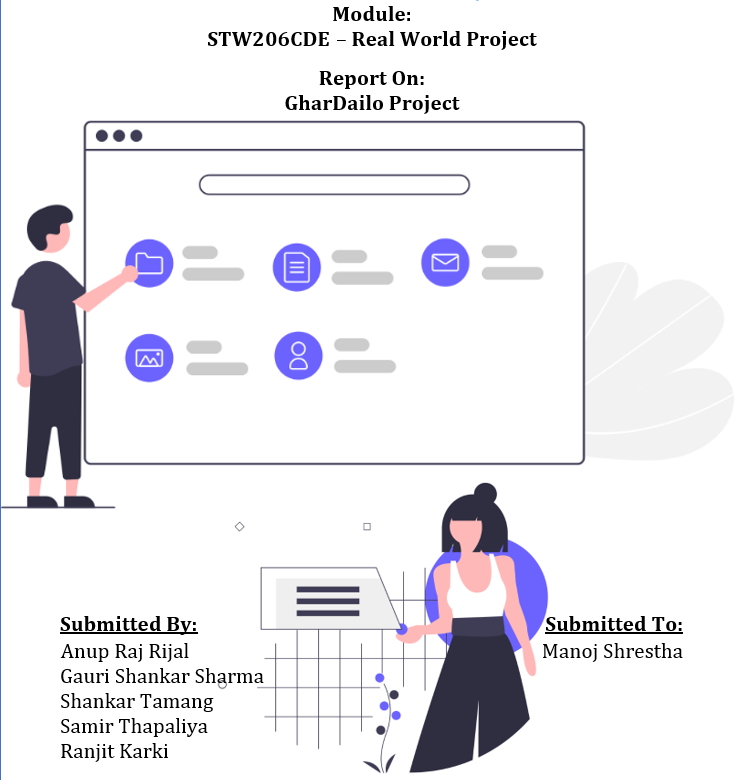 Module:
STW206CDE – Real World Project
Report On:
GharDailo Project
Submitted By:
Anup Raj Rijal
Gauri Shankar Sharma
Shankar Tamang
Samir Thapaliya
Ranjit Karki
Submitted To:
Manoj Shrestha